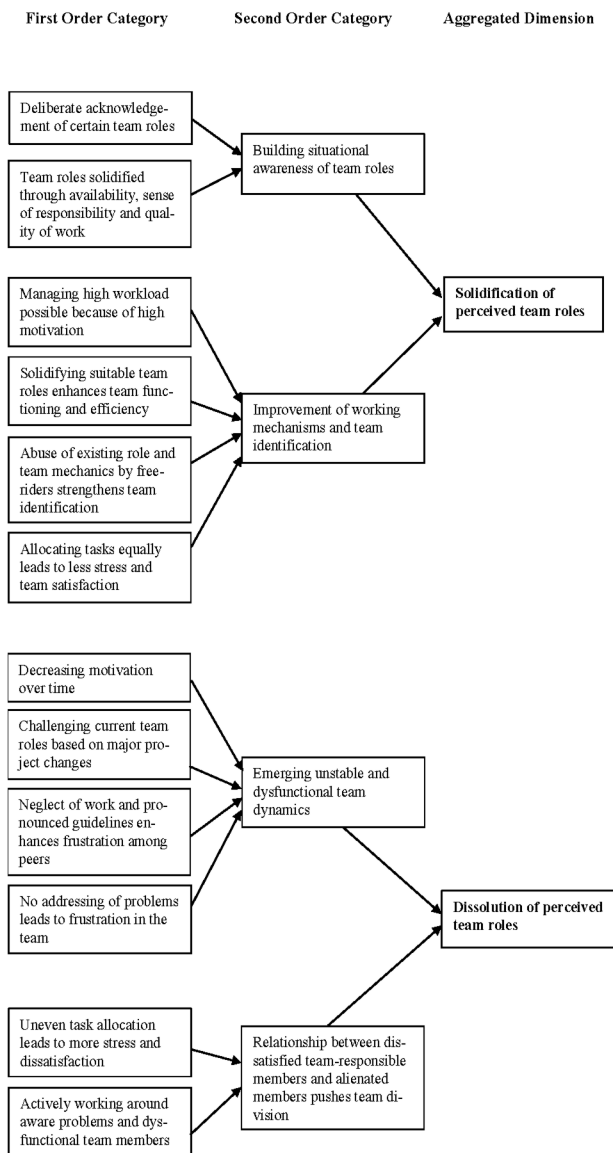 First Order Category
Second Order Category
Aggregated Dimension
Deliberate acknowledge-
ment of certain team roles
Team roles solidified
through availability, sense
of responsibility and qual-
ity of work
Building situational
awareness of team roles
Managing high workload
possible because of high
motivation
Solidifying suitable team
roles enhances team func-
tioning and efficiency
Abuse of existing role and
team mechanics by free-
riders strengthens team
identification
Allocating tasks equally
leads to less stress and
team satisfaction
Improvement of working
mechanisms and team
identification
Solidification of
perceived team roles
Decreasing motivation
over time
Challenging current team
roles based on major pro-
ject changes
Neglect of work and pro-
nounced guidelines en-
hances frustration among
peers
No addressing of problems
leads to frustration in the
team
Emerging unstable and
dysfunctional team
dynamics
Uneven task allocation
leads to more stress and
dissatisfaction
Actively working around
aware problems and dys-
functional team members
Relationship between dis-
satisfied team-responsible
members and alienated
members pushes team di-
vision
Dissolution of perceived
team roles